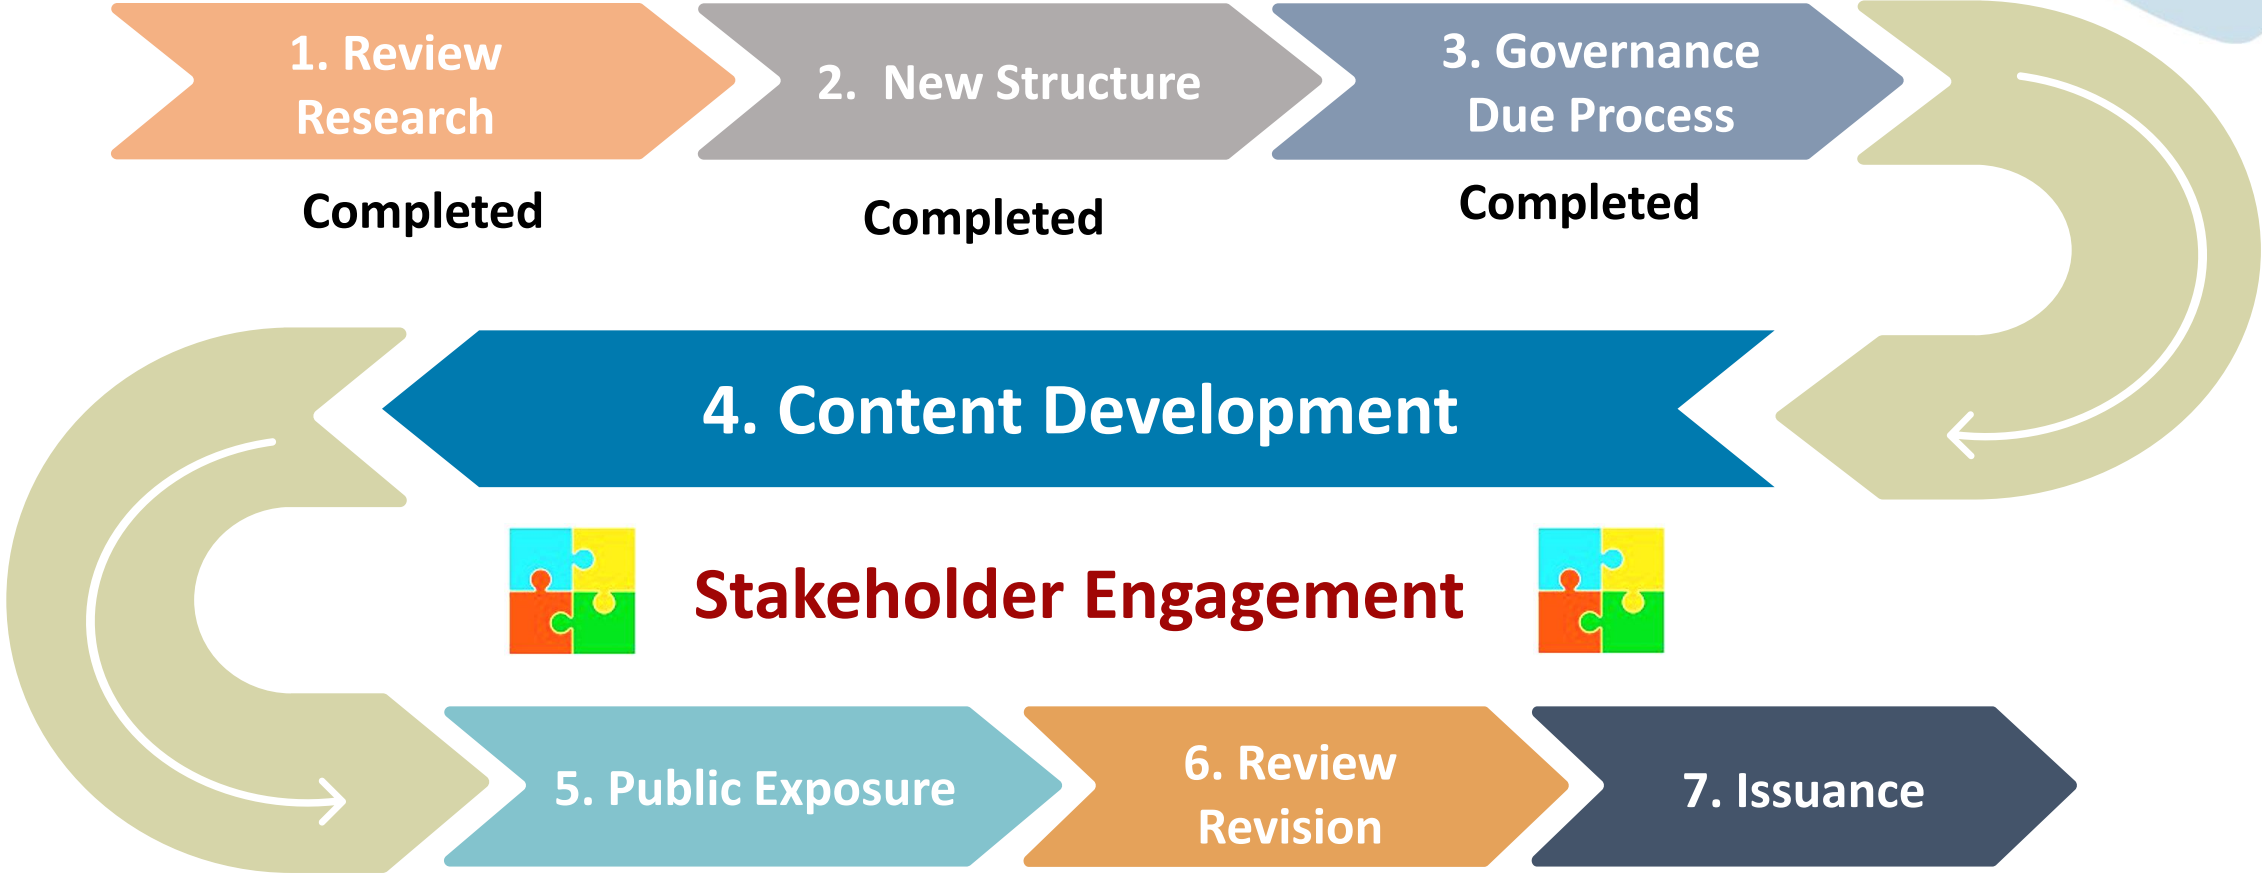 1. Review
Research
2. New Structure
3. Governance
Due Process
Completed
Completed
Completed
4. Content Development
Stakeholder Engagement
5. Public Exposure
6. Review
Revision
7. Issuance